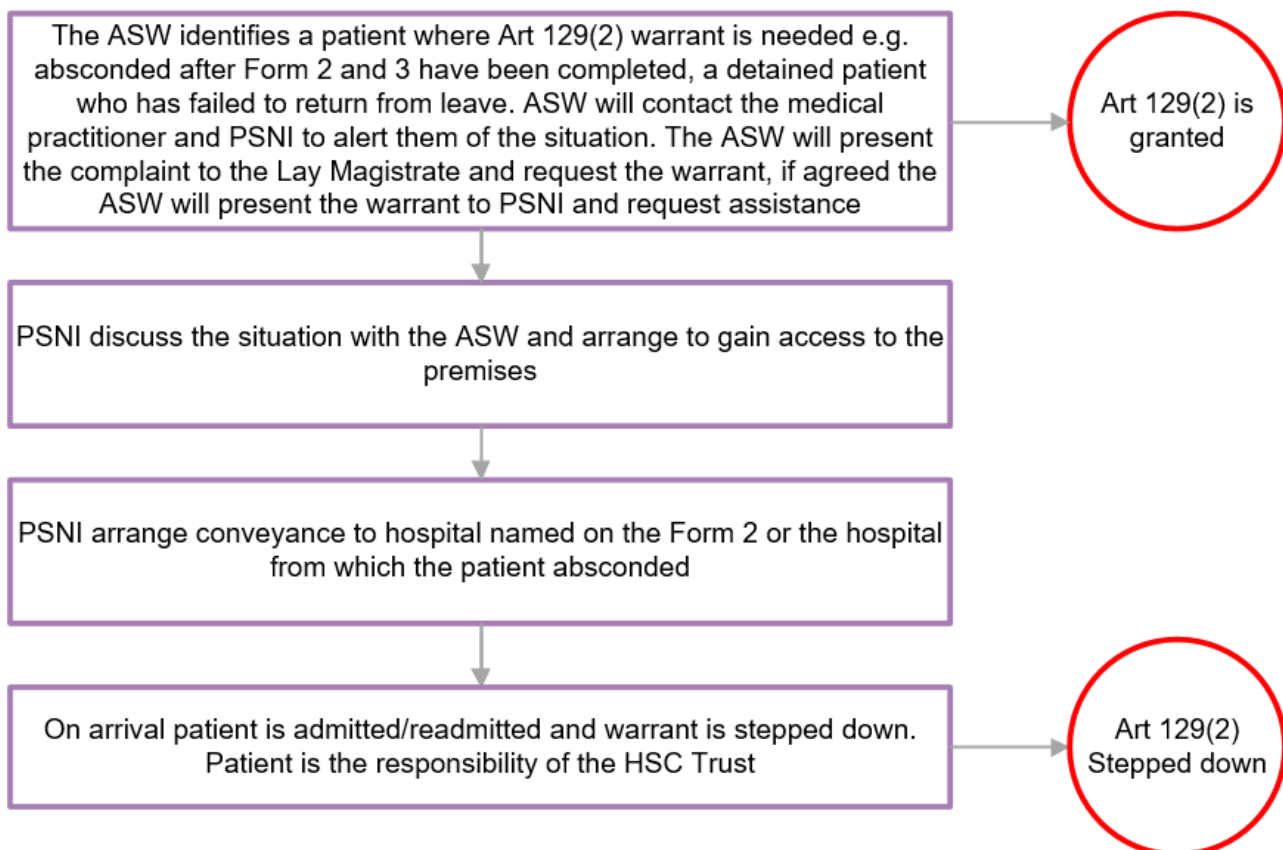 The ASW identifies a patient where Art 129(2) warrant is needed e.g.
absconded after Form 2 and 3 have been completed, a detained patient
who has failed to return from leave. ASW will contact the medical
practitioner and PSNI to alert them of the situation. The ASW will present
the complaint to the Lay Magistrate and request the warrant, if agreed the
ASW will present the warrant to PSNI and request assistance
Art 129(2) is
granted
PSNI discuss the situation with the ASW and arrange to gain access to the
premises
PSNI arrange conveyance to hospital named on the Form 2 or the hospital
from which the patient absconded
On arrival patient is admitted/readmitted and warrant is stepped down.
Patient is the responsibility of the HSC Trust
Art 129(2)
Stepped down